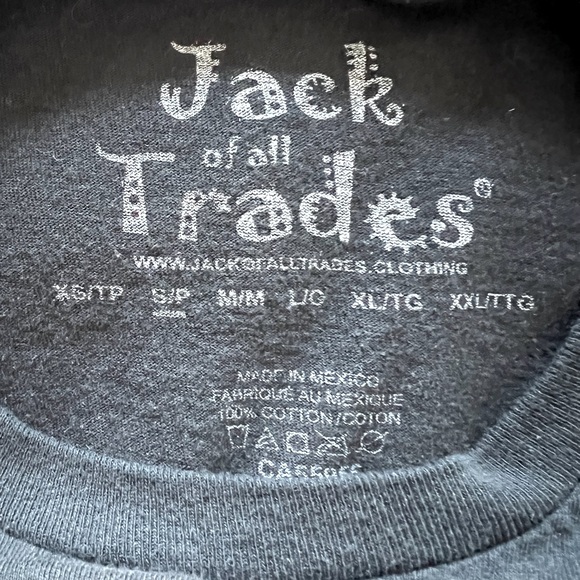 Jack
of all
Trades®
WWW.JACKOFALLTRADES.CLOTHING
XS/TP S/P M/M L/G XL/TG XXL/TTG
MADE IN MEXICO
FABRIQUÉ AU MEXIQUE
100% COTTON/COTON